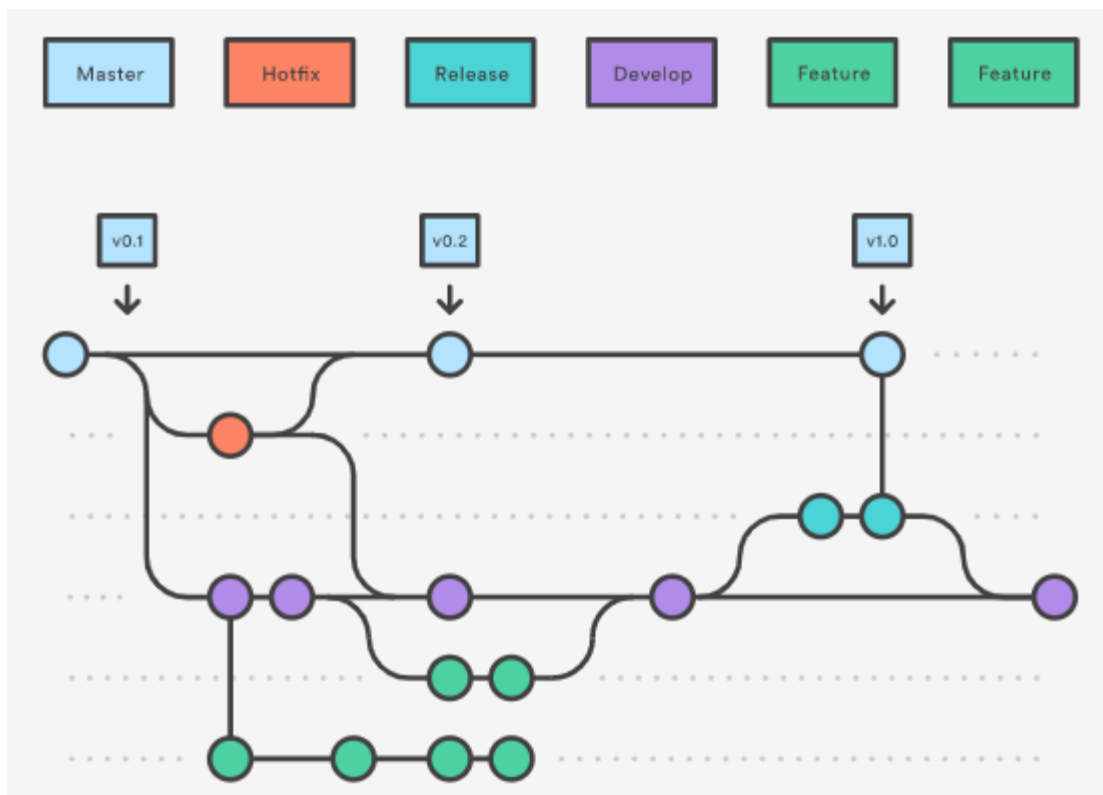 Master
Hotfix
Release
Develop
Feature
Feature
v0.1
v0.2
v1.0